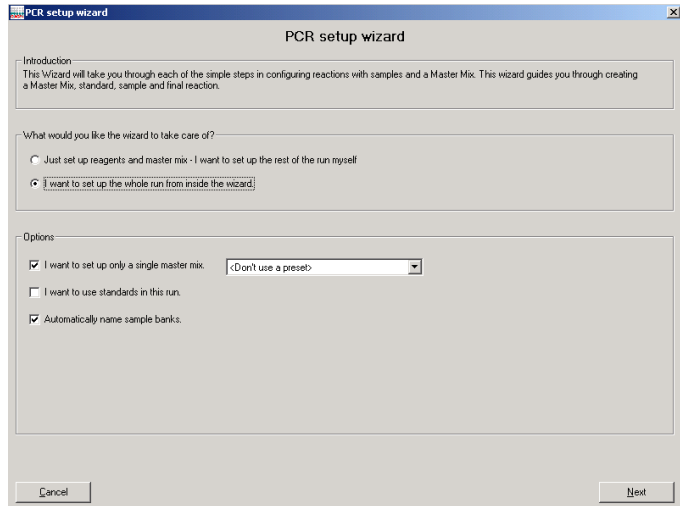 PCR setup wizard
PCR setup wizard
Introduction
This Wizard will take you through each of the simple steps in configuring reactions with samples and a Master Mix. This wizard guides you through creating
a Master Mix, standard, sample and final reaction.
What would you like the wizard to take care of?
Just set up reagents and master mix - I want to set up the rest of the run myself
I want to set up the whole run from inside the wizard.
Options
I want to set up only a single master mix. <Don't use a preset>
I want to use standards in this run.
Automatically name sample banks.
Cancel Next